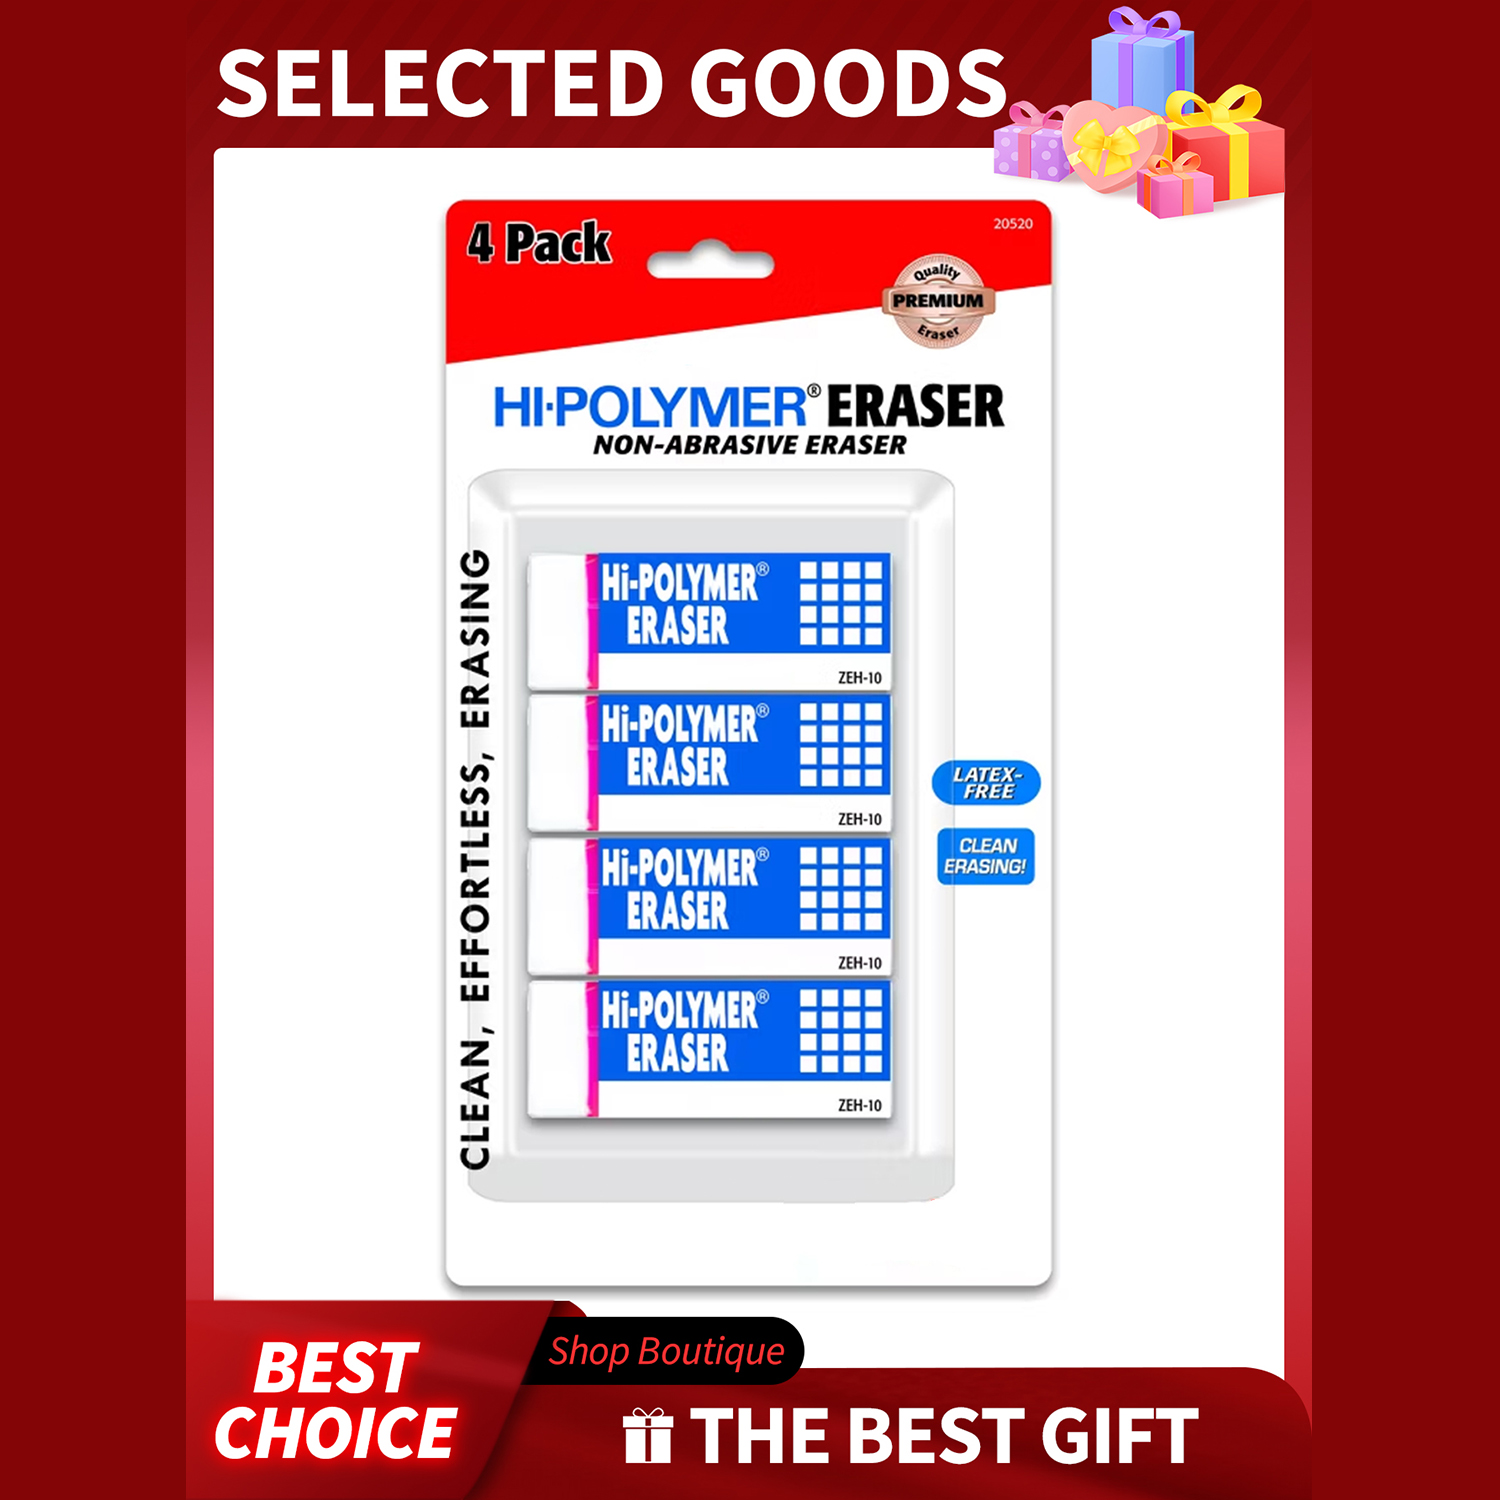 SELECTED GOODS
4 Pack
20520
Quality
PREMIUM
Eraser
HI·POLYMER® ERASER
NON-ABRASIVE ERASER
CLEAN, EFFORTLESS, ERASING
Hi-POLYMER®
ERASER
ZEH-10
Hi-POLYMER®
ERASER
ZEH-10
LATEX-
FREE
CLEAN
ERASING!
Hi-POLYMER®
ERASER
ZEH-10
Hi-POLYMER®
ERASER
ZEH-10
BEST
CHOICE
Shop Boutique
THE BEST GIFT